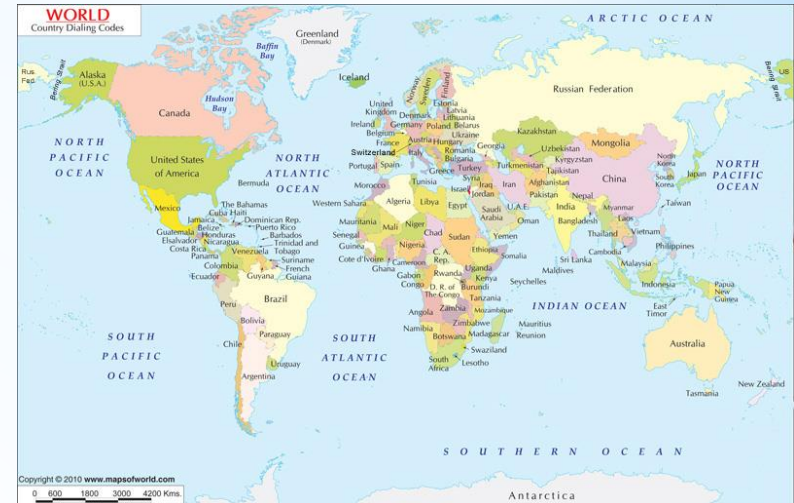 WORLD
Country Dialing Codes
ARCTIC OCEAN
Greenland
(Denmark)
Baffin
Bay
Iceland
Rus
Fed
Bering Strait
Alaska
(U.S.A.)
Canada
Hudson
Bay
Norway
Sweden
Finland
Russian Federation
US
Bering Strait
United
Kingdom
Denmark
Estonia
Latvia
Lithuania
Ireland
Germany
Poland
Belarus
Belgium
Ukraine
France
Austria
Hungary
Kazakhstan
Mongolia
Switzerland
Italy
Romania
Georgia
Uzbekistan
Bulgaria
Kyrgyzstan
Portugal
Spain
Greece
Turkey
Turkmenistan
Tajikistan
China
North
Korea
South
Korea
Japan
NORTH
PACIFIC
OCEAN
United States
of America
NORTH
ATLANTIC
OCEAN
NORTH
PACIFIC
OCEAN
Bermuda
Morocco
Tunisia
Syria
Israel
Iraq
Jordan
Iran
Afghanistan
Pakistan
Nepal
Western Sahara
Algeria
Libya
Egypt
Saudi
Arabia
U.A.E.
Oman
India
Bangladesh
Myanmar
Laos
Taiwan
Mexico
The Bahamas
Cuba
Haiti
Jamaica
Dominican Rep.
Belize
Puerto Rico
Guatemala
Honduras
Barbados
Elsalvador
Nicaragua
Trinidad and
Tobago
Costa Rica
Panama
Venezuela
Suriname
French
Guiana
Colombia
Guyana
Ecuador
Mauritania
Mali
Niger
Chad
Sudan
Yemen
Senegal
Guinea
Nigeria
Ethiopia
Somalia
Cote d'Ivoire
Ghana
Cameroon
C. A.
Rep.
Uganda
Kenya
Gabon
Congo
Rwanda
Burundi
D. R. of
The Congo
Tanzania
Seychelles
Maldives
Sri Lanka
Thailand
Vietnam
Cambodia
Philippines
Malaysia
Indonesia
East
Timor
Papua
New
Guinea
INDIAN OCEAN
Peru
Brazil
Bolivia
Paraguay
Chile
Uruguay
Argentina
Angola
Zambia
Mozambique
Zimbabwe
Namibia
Botswana
Madagascar
Mauritius
Reunion
Swaziland
South
Africa
Lesotho
SOUTH
PACIFIC
OCEAN
SOUTH
ATLANTIC
OCEAN
Australia
New Zealand
Tasmania
SOUTHERN OCEAN
Antarctica
Copyright © 2010 www.mapsofworld.com
0 600 1800 3000 4200 Kms.